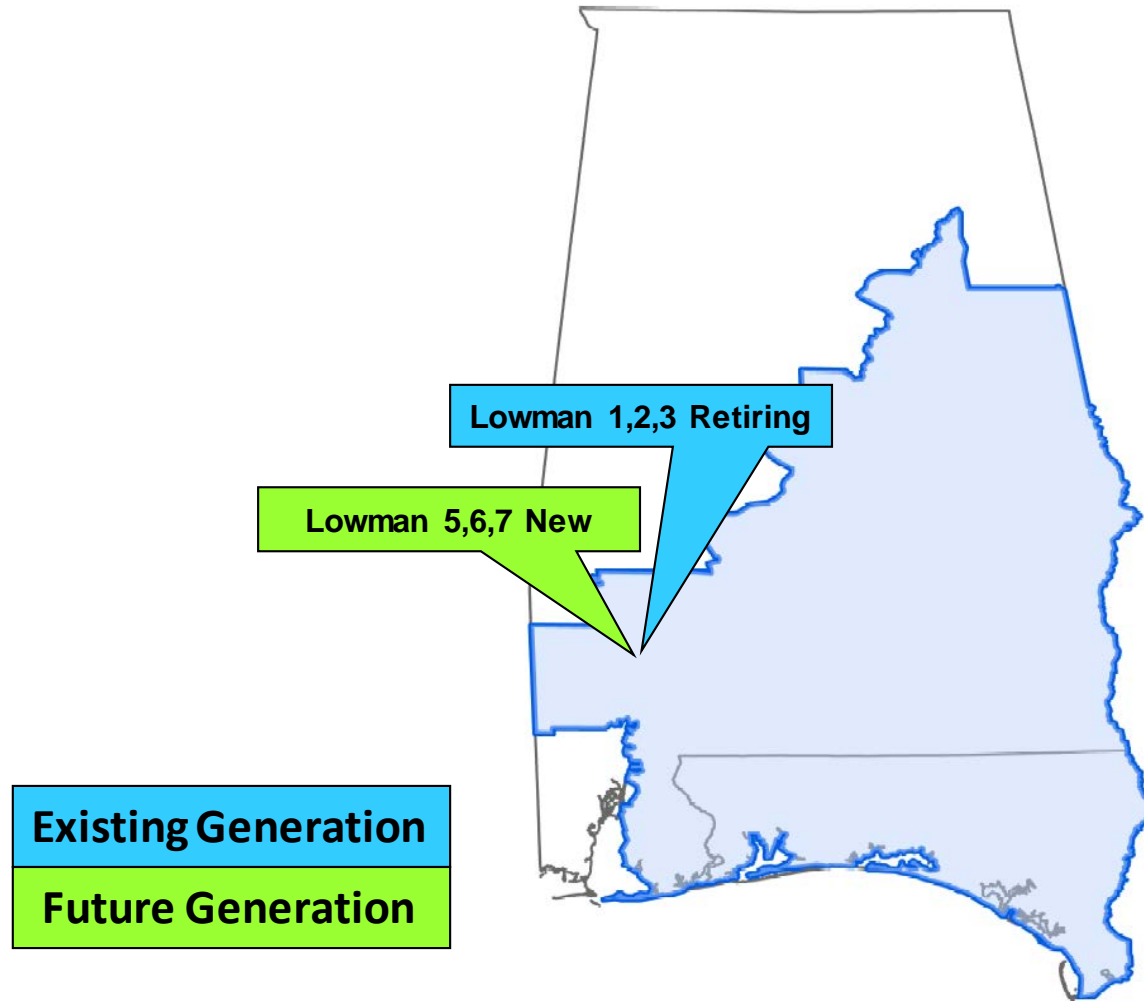 Lowman 1,2,3 Retiring
Lowman 5,6,7 New
Existing Generation
Future Generation